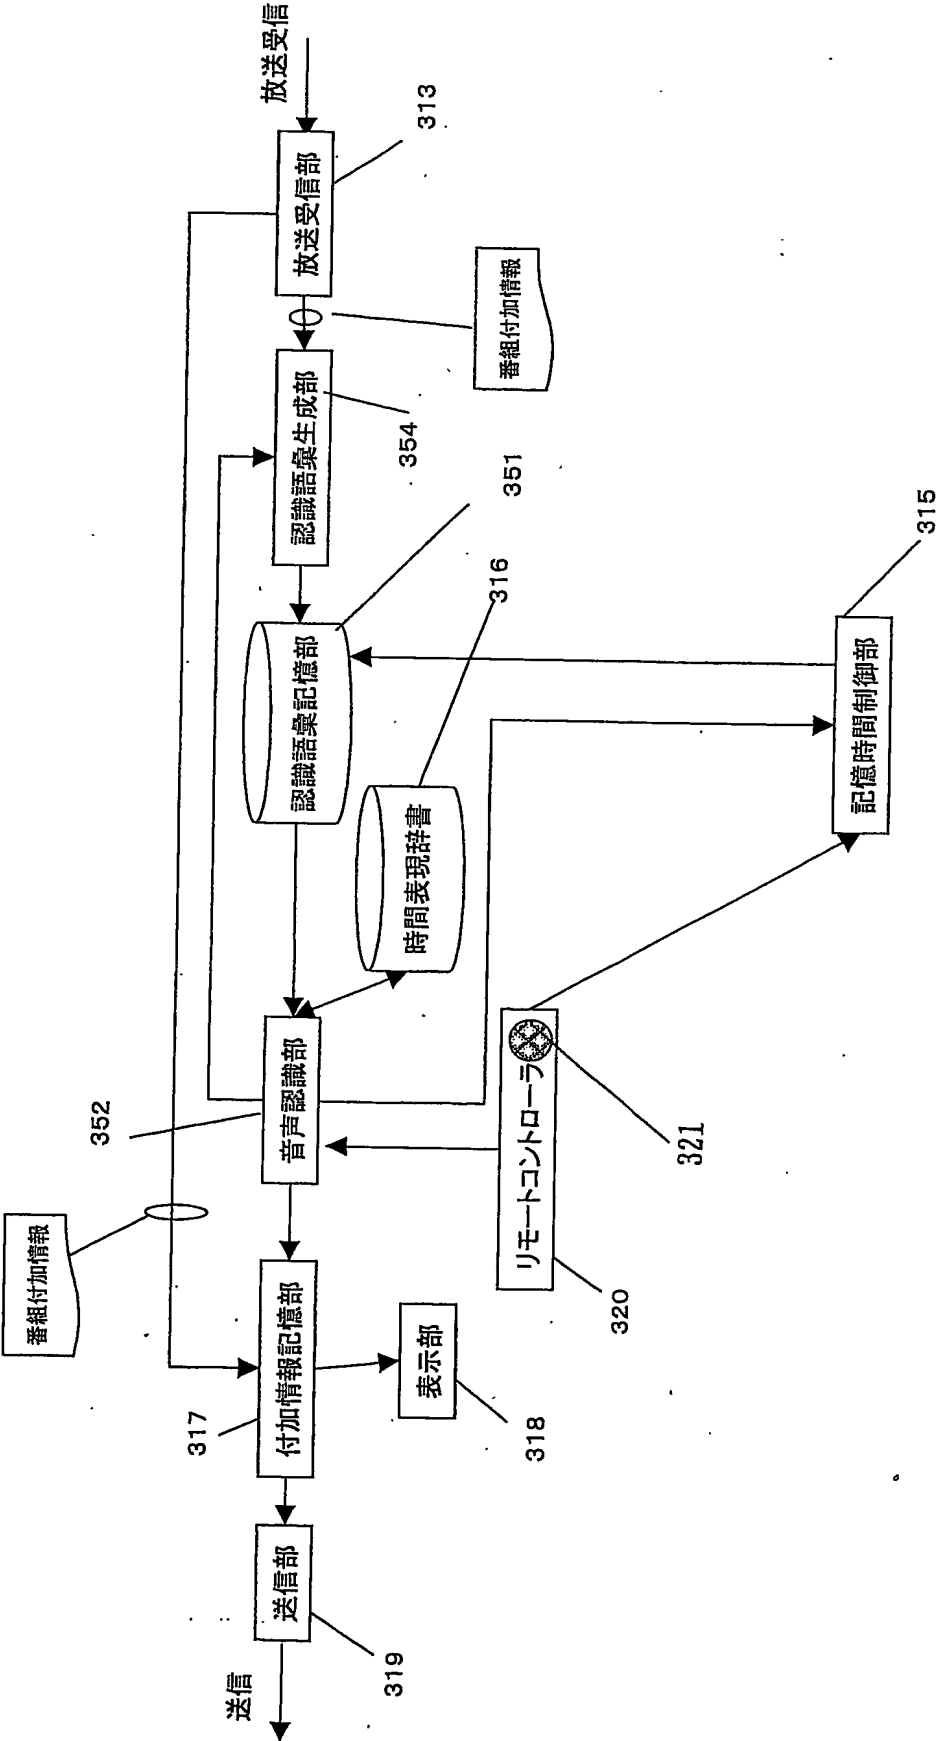 放送受信
313
放送受信部
番組付加情報
354
認識語彙生成部
351
認識語彙記憶部
316
時間表現辞書
315
記憶時間制御部
352
音声認識部
リモートコントローラ
321
320
番組付加情報
317
付加情報記憶部
表示部
318
送信部
319
送信